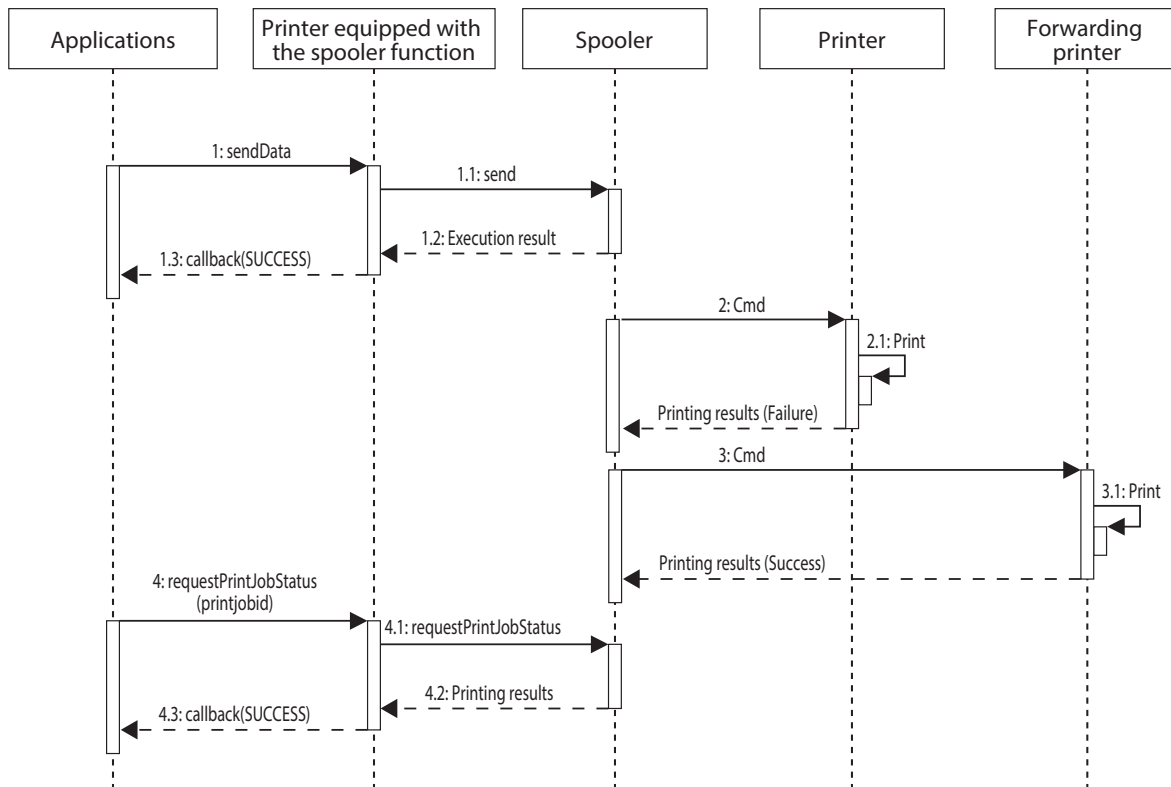 Applications
Printer equipped with
the spooler function
Spooler
Printer
Forwarding
printer
1: sendData
1.1: send
1.2: Execution result
1.3: callback(SUCCESS)
2: Cmd
2.1: Print
Printing results (Failure)
3: Cmd
3.1: Print
Printing results (Success)
4: requestPrintJobStatus
(printjobid)
4.1: requestPrintJobStatus
4.2: Printing results
4.3: callback(SUCCESS)